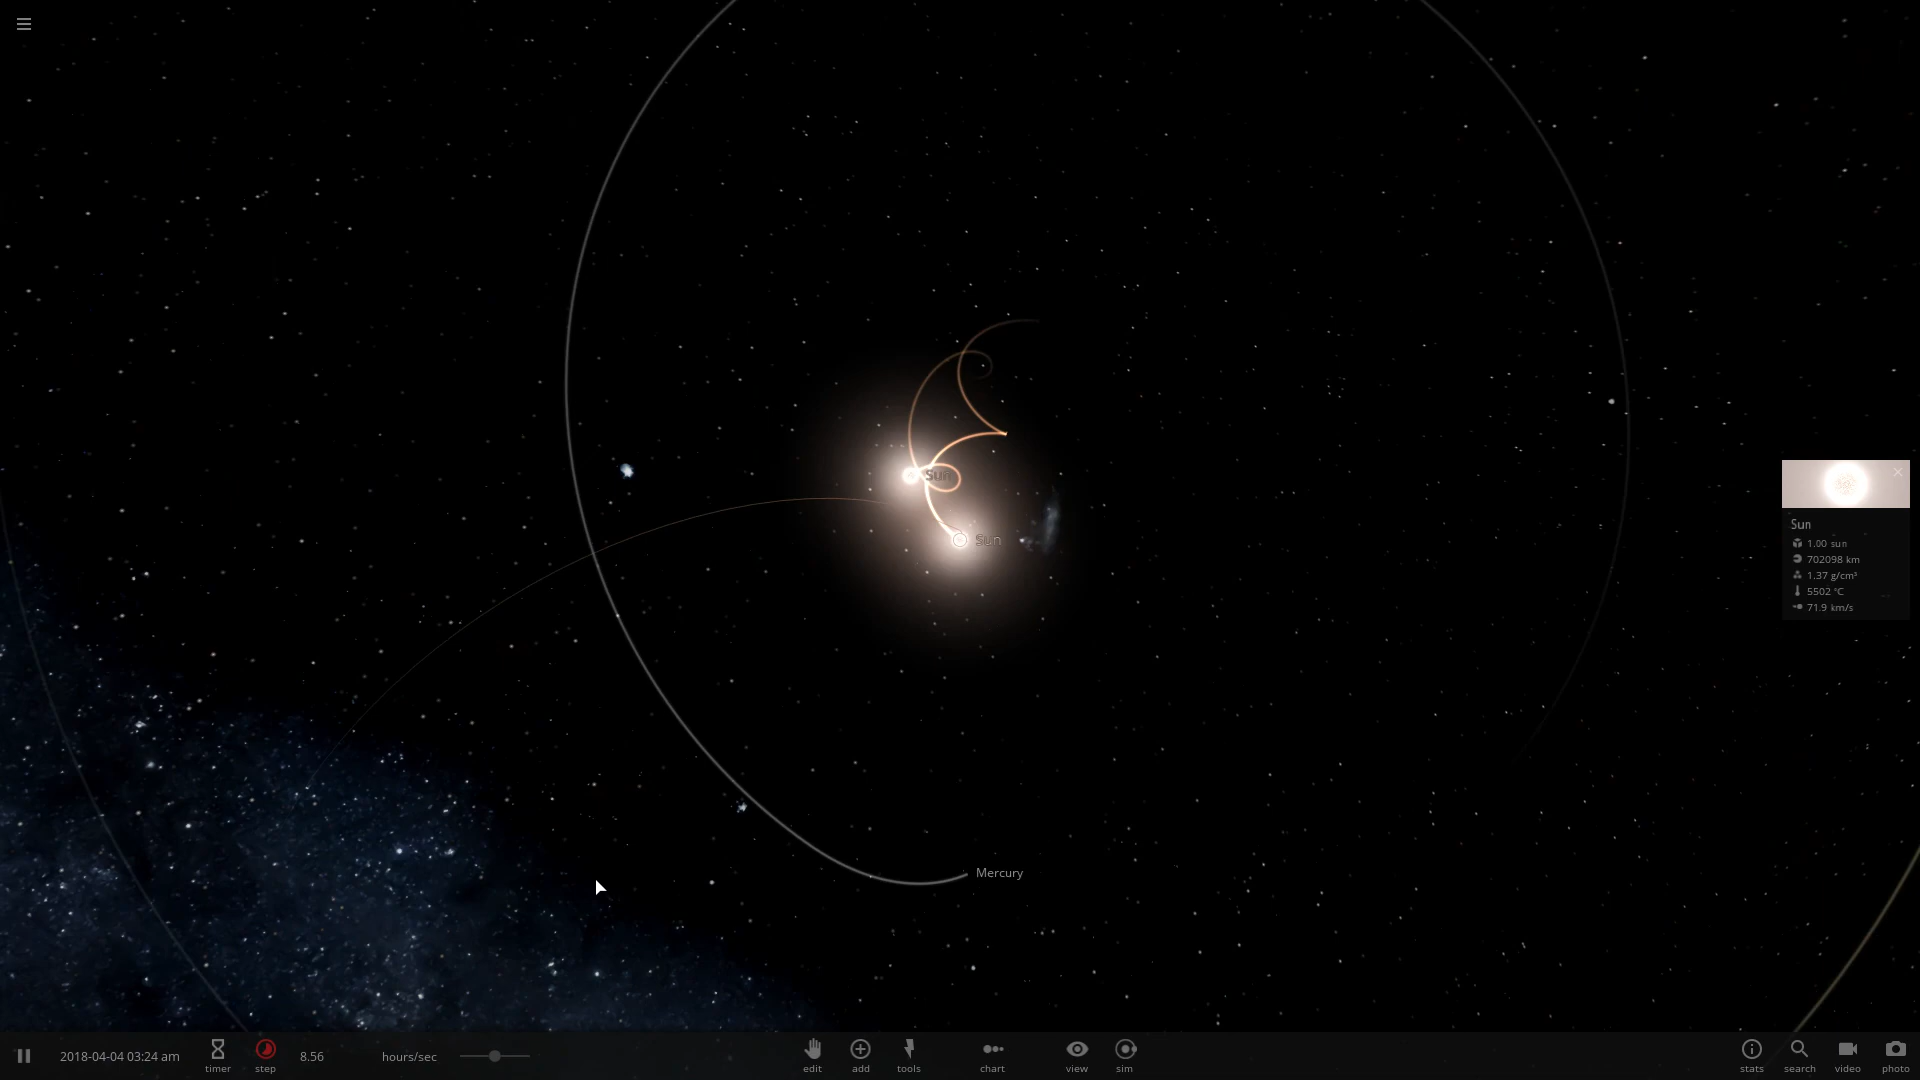 Sun
Sun
Sun
1.00 sun
702098 km
1.37 g/cm³
5502 °C
71.9 km/s
Mercury
2018-04-04 03:24 am
timer
step
8.56
hours/sec
edit
add
tools
chart
view
sim
stats
search
video
photo